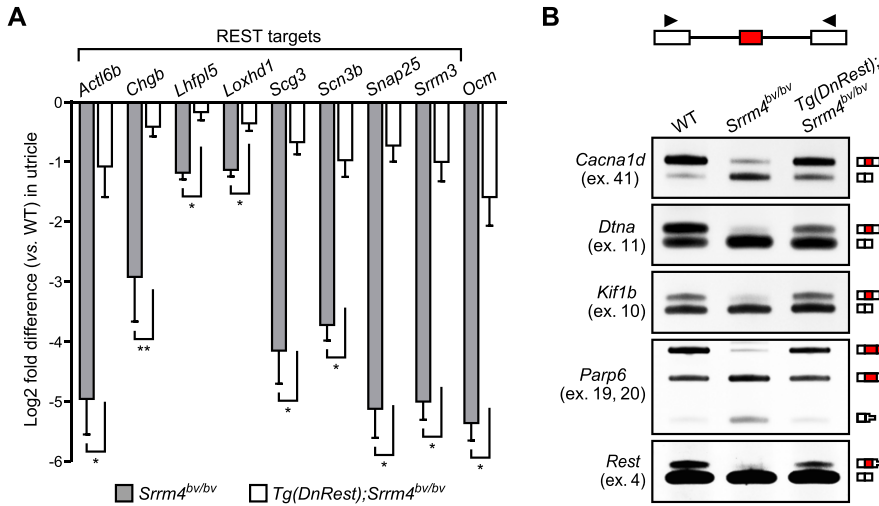 A
REST targets
Actl6b Chgb Lhfpl5 Loxhd1 Scg3 Scn3b Snap25 Srrm3 Ocm
Log2 fold difference (vs. WT) in utricle
0
-1
-2
-3
-4
-5
-6
* ** * * * * * * *
Srrm4bv/bv Tg(DnRest);Srrm4bv/bv
B
WT Srrm4bv/bv Tg(DnRest);
Srrm4bv/bv
Cacna1d
(ex. 41)
Dtna
(ex. 11)
Kif1b
(ex. 10)
Parp6
(ex. 19, 20)
Rest
(ex. 4)